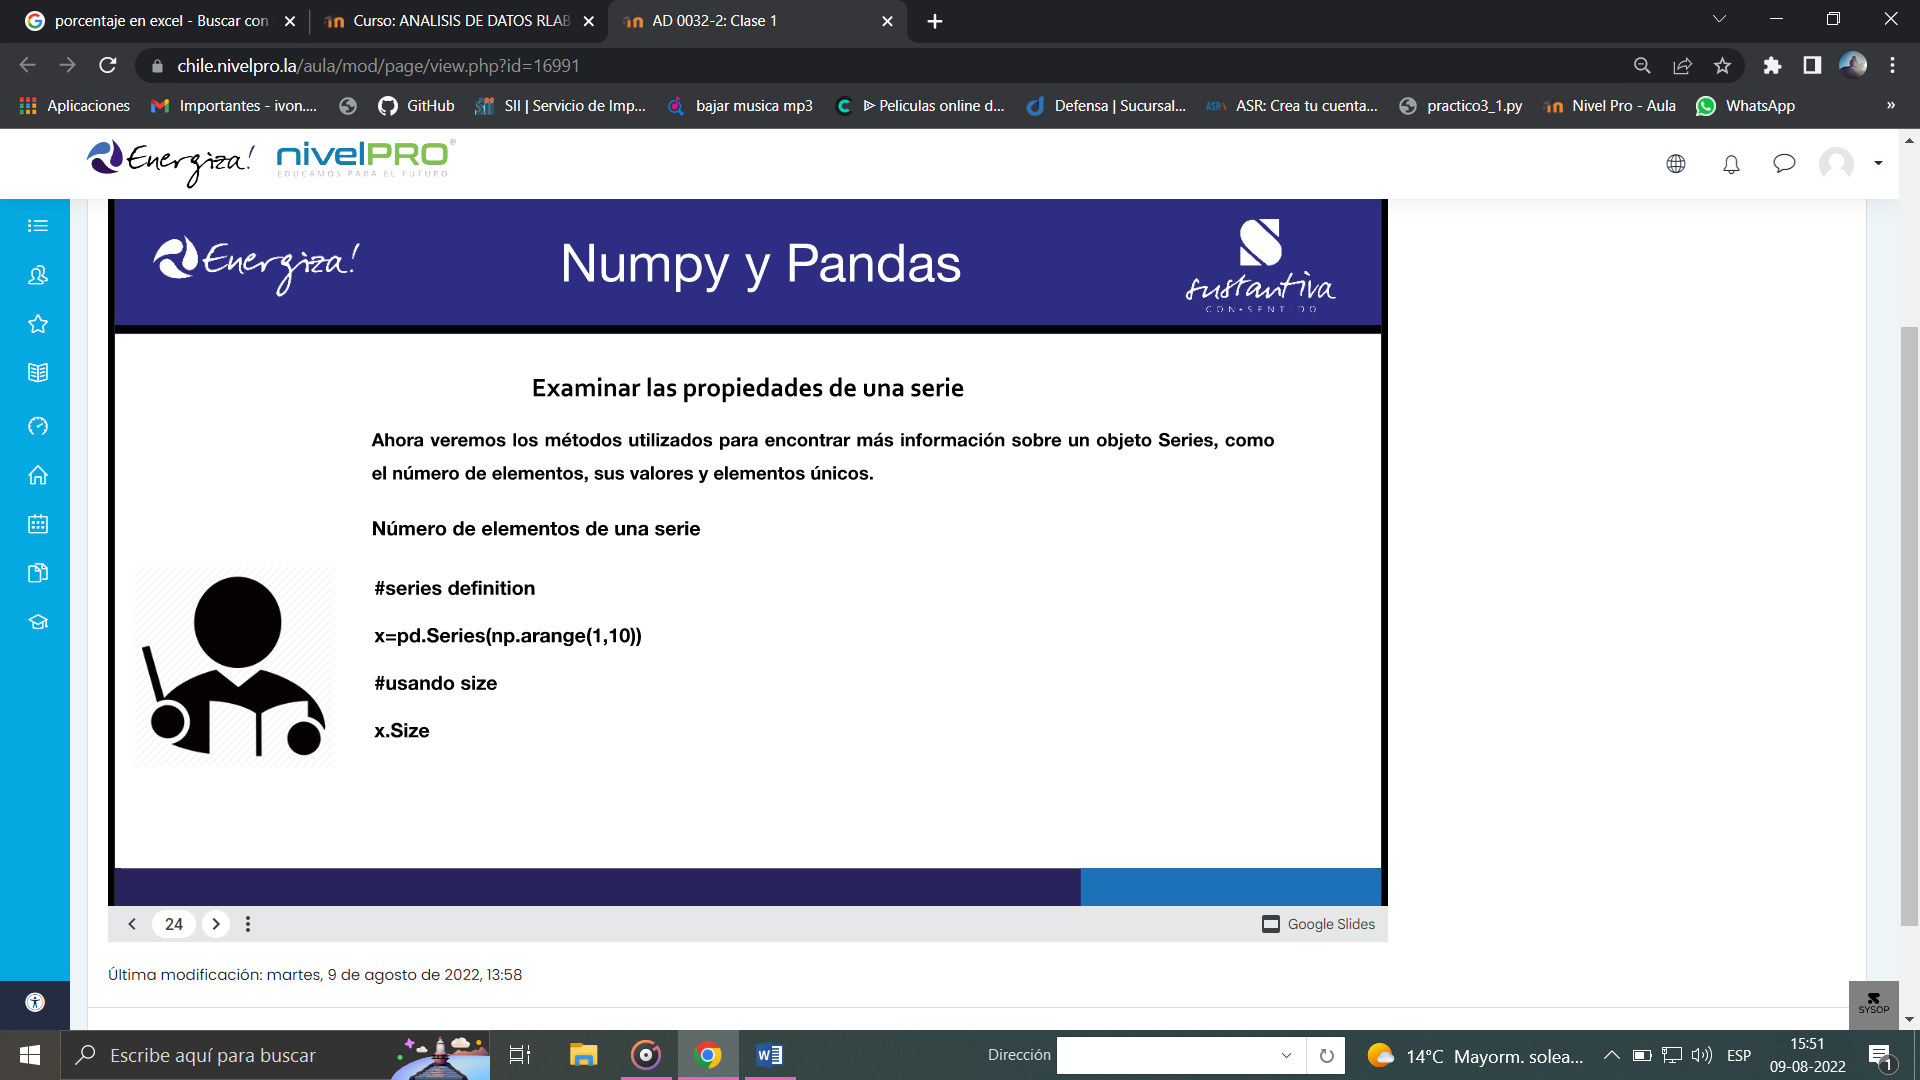 porcentaje en excel - Buscar con
Curso: ANALISIS DE DATOS RLAB
AD 0032-2: Clase 1
chile.nivelpro.la/aula/mod/page/view.php?id=16991
Aplicaciones
Importantes - ivon....
GitHub
SII | Servicio de Imp...
bajar musica mp3
Peliculas online d...
Defensa | Sucursal...
ASR: Crea tu cuenta...
practico3_1.py
Nivel Pro - Aula
WhatsApp
»
Energiza!
nivelPRO
EDUCAMOS PARA EL FUTURO
Energiza!
Numpy y Pandas
sustantiva
CON•SENTIDO
Examinar las propiedades de una serie
Ahora veremos los métodos utilizados para encontrar más información sobre un objeto Series, como
el número de elementos, sus valores y elementos únicos.
Número de elementos de una serie
#series definition
x=pd.Series(np.arange(1,10))
#usando size
x.Size
24
Google Slides
Última modificación: martes, 9 de agosto de 2022, 13:58
SYSOP
Escribe aquí para buscar
Dirección
14°C Mayorm. solea...
ESP
15:51
09-08-2022
1